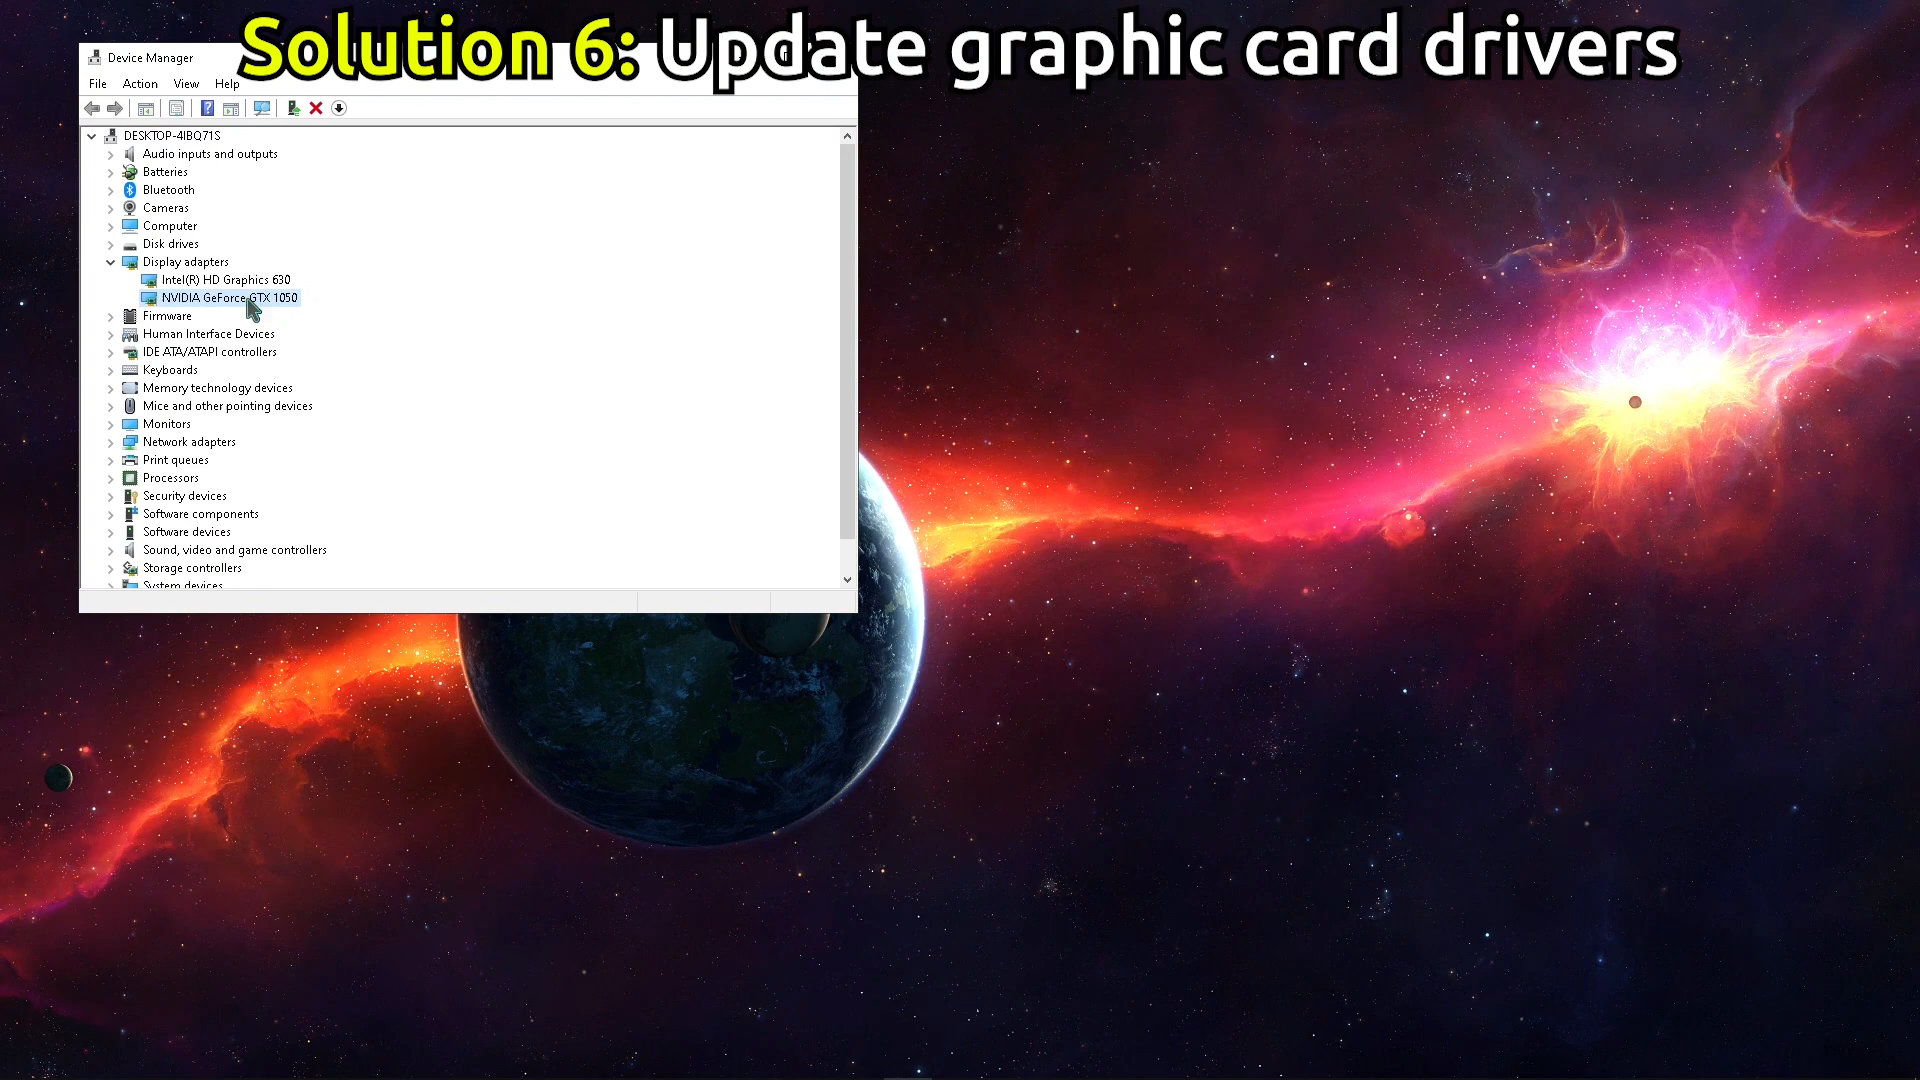 Solution 6: Update graphic card drivers
Device Manager
File Action View Help
DESKTOP-4IBQ71S
Audio inputs and outputs
Batteries
Bluetooth
Cameras
Computer
Disk drives
Display adapters
Intel(R) HD Graphics 630
NVIDIA GeForce GTX 1050
Firmware
Human Interface Devices
IDE ATA/ATAPI controllers
Keyboards
Memory technology devices
Mice and other pointing devices
Monitors
Network adapters
Print queues
Processors
Security devices
Software components
Software devices
Sound, video and game controllers
Storage controllers
System devices